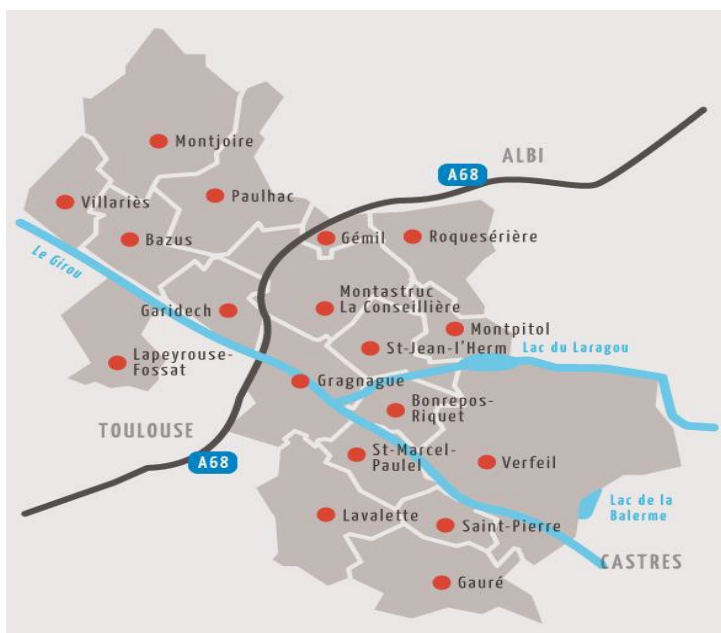 Montjoire
ALBI
A68
Villariès
Paulhac
Bazus
Gémil
Roquesérière
Le Girou
Garidech
Montastruc
La Conseillière
Montpitol
St-Jean-l'Herm
Lac du Laragou
Lapeyrouse-
Fossat
Gragnague
Bonrepos-
Riquet
TOULOUSE
A68
St-Marcel-
Paulel
Verfeil
Lac de la
Balerme
Lavalette
Saint-Pierre
CASTRES
Gauré